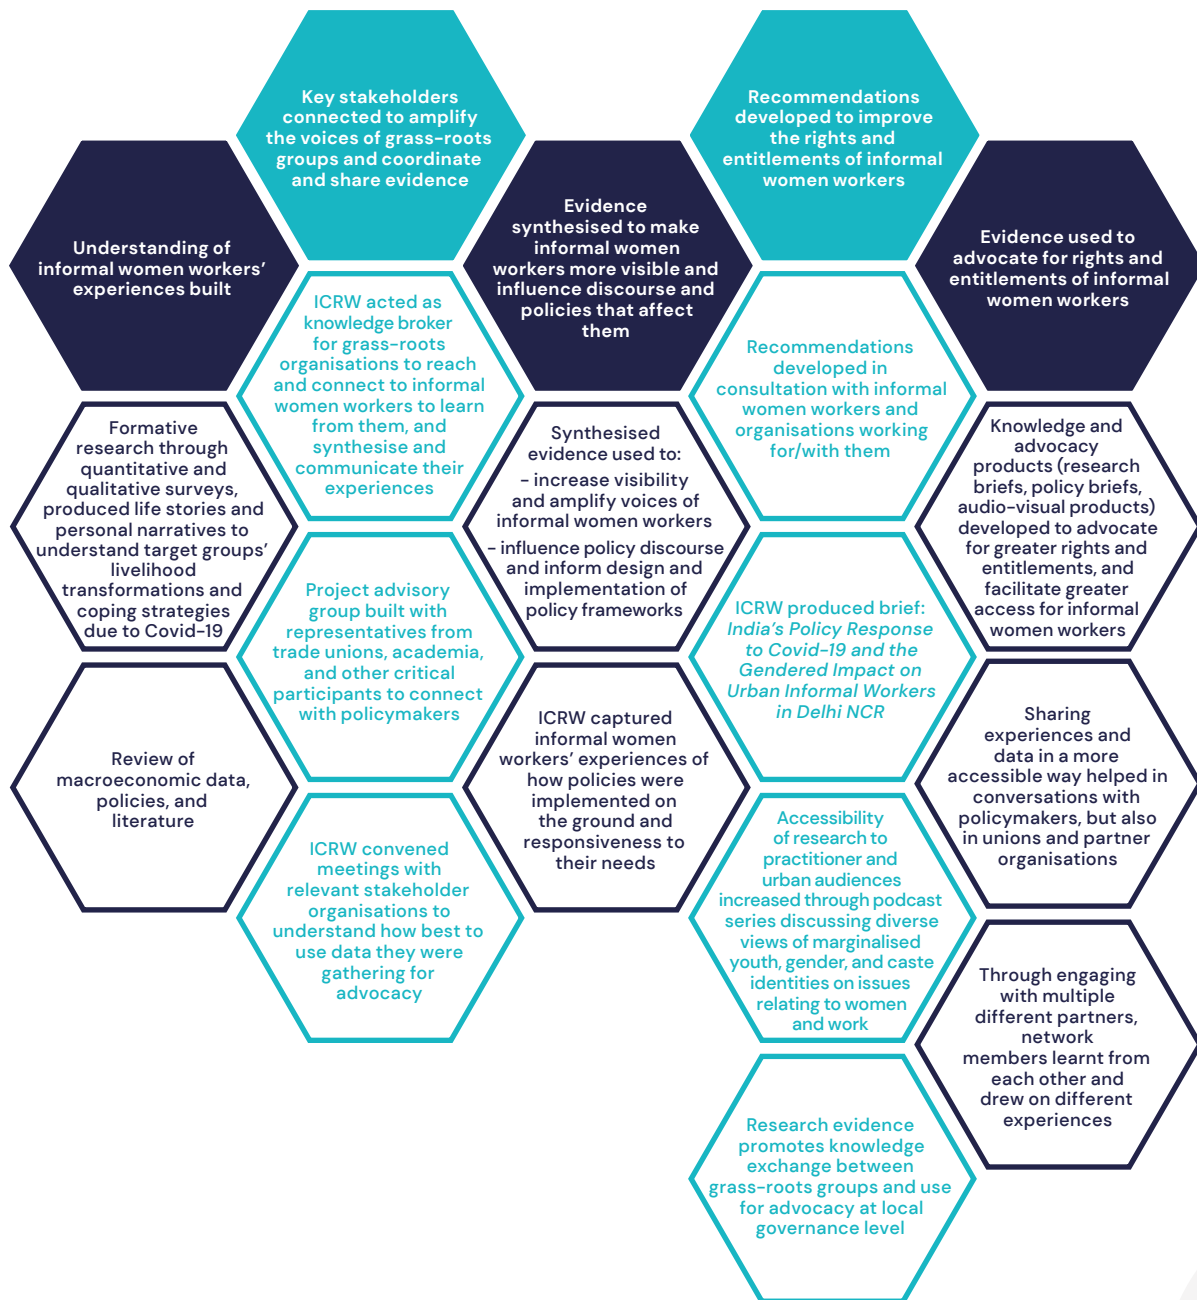 Understanding of
informal women workers’
experiences built
Formative
research through
quantitative and
qualitative surveys,
produced life stories and
personal narratives to
understand target groups’
livelihood
transformations and
coping strategies
due to Covid-19
Review of
macroeconomic data,
policies, and
literature
Key stakeholders
connected to amplify
the voices of grass-roots
groups and coordinate
and share evidence
ICRW acted as
knowledge broker
for grass-roots
organisations to reach
and connect to informal
women workers to learn
from them, and
synthesise and
communicate their
experiences
Project advisory
group built with
representatives from
trade unions, academia,
and other critical
participants to connect
with policymakers
ICRW convened
meetings with
relevant stakeholder
organisations to
understand how best to
use data they were
gathering for
advocacy
Evidence
synthesised to make
informal women
workers more visible and
influence discourse and
policies that affect
them
Synthesised
evidence used to:
- increase visibility
and amplify voices of
informal women workers
- influence policy discourse
and inform design and
implementation of
policy frameworks
ICRW captured
informal women
workers’ experiences of
how policies were
implemented on
the ground and
responsiveness to
their needs
Recommendations
developed to improve
the rights and
entitlements of informal
women workers
Recommendations
developed in
consultation with informal
women workers and
organisations working
for/with them
ICRW produced brief:
India’s Policy Response
to Covid-19 and the
Gendered Impact on
Urban Informal Workers
in Delhi NCR
Accessibility
of research to
practitioner and
urban audiences
increased through podcast
series discussing diverse
views of marginalised
youth, gender, and caste
identities on issues
relating to women
and work
Research evidence
promotes knowledge
exchange between
grass-roots groups and use
for advocacy at local
governance level
Evidence used to
advocate for rights and
entitlements of informal
women workers
Knowledge and
advocacy
products (research
briefs, policy briefs,
audio-visual products)
developed to advocate
for greater rights and
entitlements, and
facilitate greater
access for informal
women workers
Sharing
experiences and
data in a more
accessible way helped in
conversations with
policymakers, but also
in unions and partner
organisations
Through engaging
with multiple
different partners,
network
members learnt from
each other and
drew on different
experiences